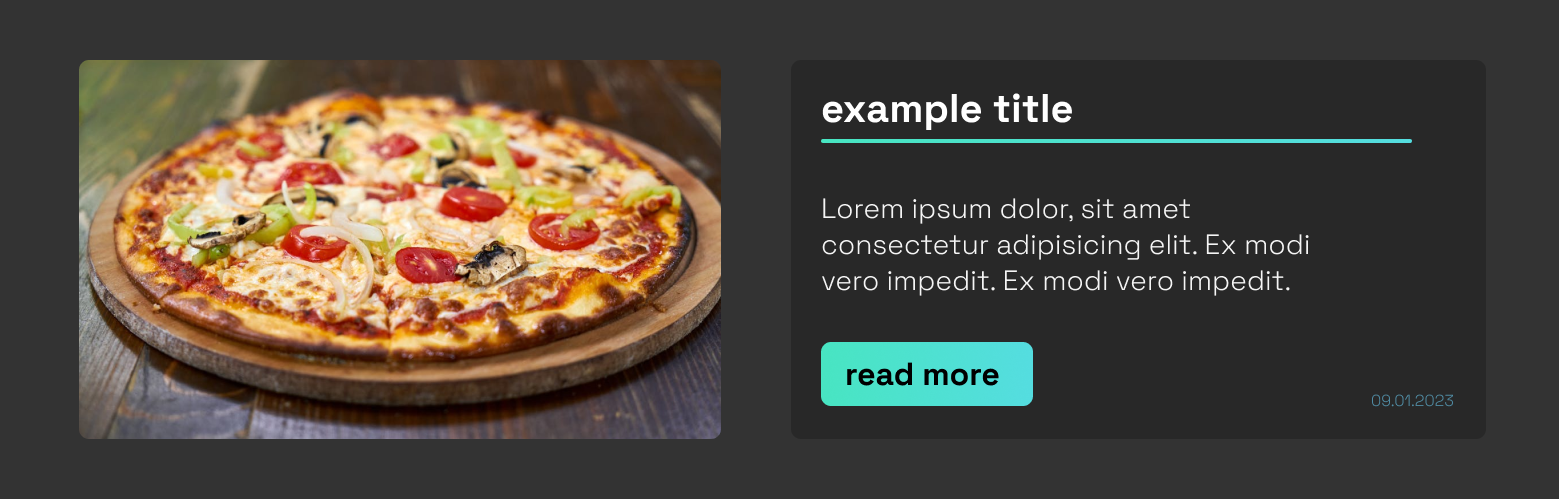 example title
Lorem ipsum dolor, sit amet
consectetur adipisicing elit. Ex modi
vero impedit. Ex modi vero impedit.
read more
09.01.2023